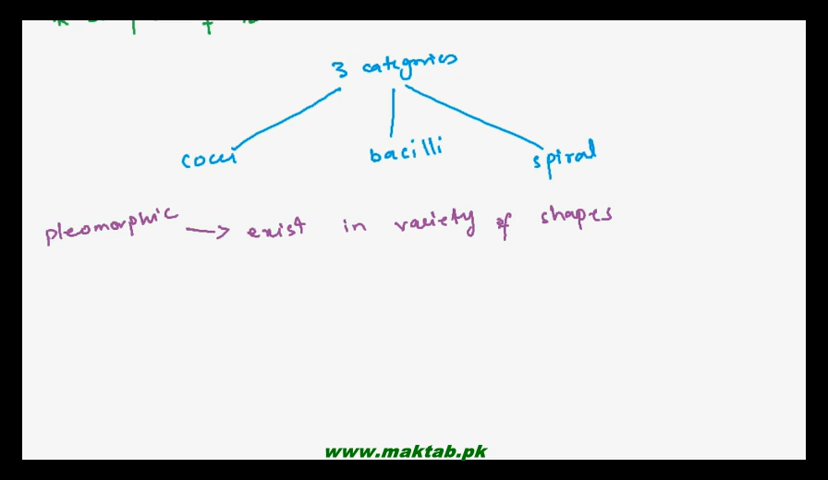 3 categories
cocci bacilli spiral
pleomorphic → exist in variety of shapes
www.maktab.pk